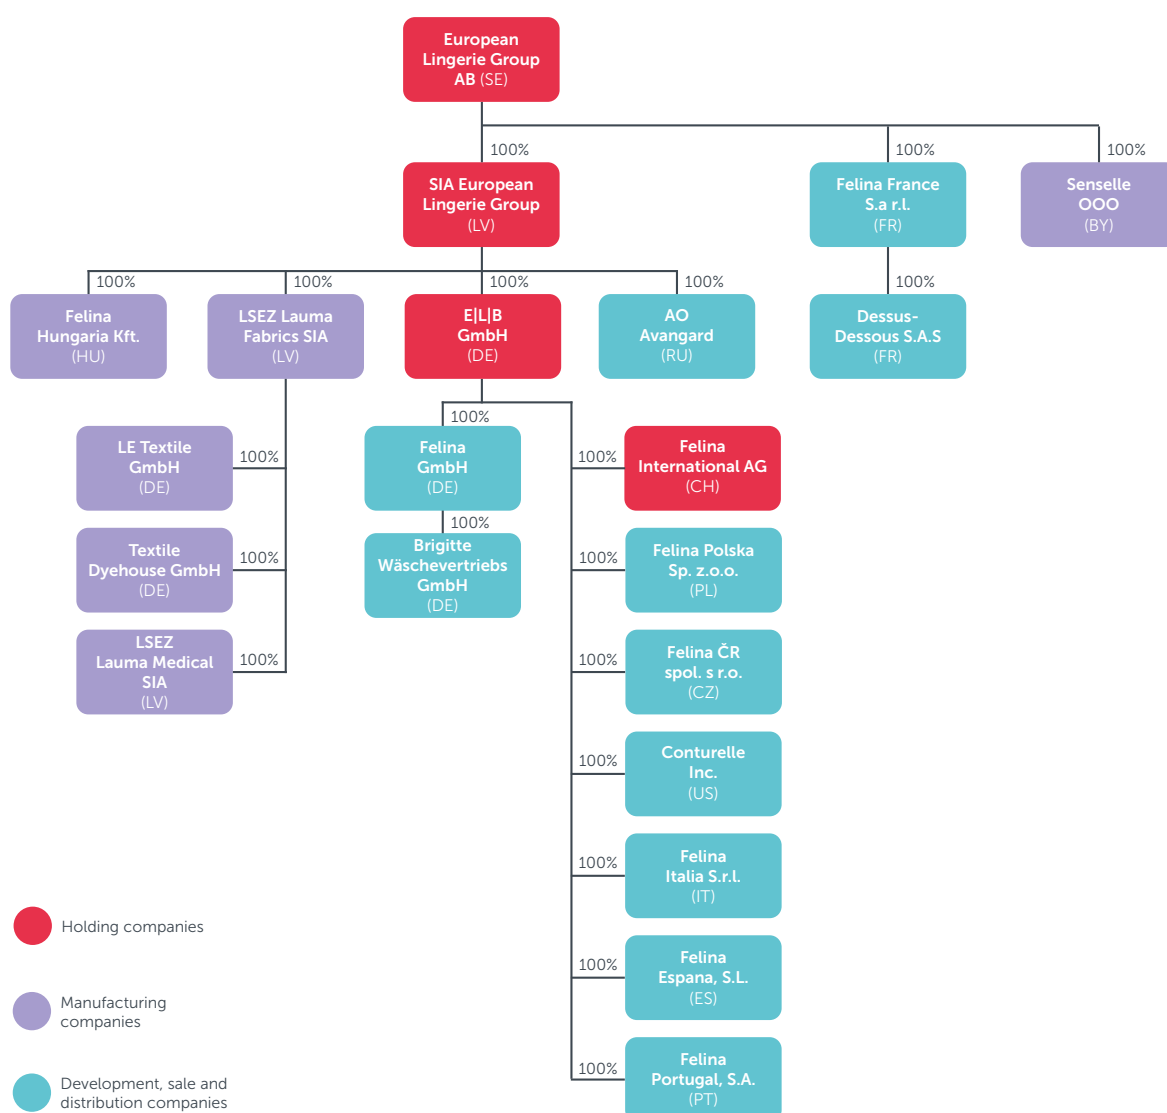 European
Lingerie Group
AB (SE)
100%
100%
100%
SIA European
Lingerie Group
(LV)
Felina France
S.a r.l.
(FR)
Senselle
OOO
(BY)
100%
100%
100%
100%
100%
Felina
Hungaria Kft.
(HU)
LSEZ Lauma
Fabrics SIA
(LV)
E|L|B
GmbH
(DE)
AO
Avangard
(RU)
Dessus-
Dessous S.A.S
(FR)
100%
LE Textile
GmbH
(DE)
100%
Felina
GmbH
(DE)
100%
Felina
International AG
(CH)
100%
Textile
Dyehouse GmbH
(DE)
100%
Brigitte
Wäschevertriebs
GmbH
(DE)
100%
Felina Polska
Sp. z.o.o.
(PL)
LSEZ
Lauma Medical
SIA
(LV)
100%
100%
Felina ČR
spol. s r.o.
(CZ)
100%
Conturelle
Inc.
(US)
100%
Felina
Italia S.r.l.
(IT)
100%
Felina
Espana, S.L.
(ES)
100%
Felina
Portugal, S.A.
(PT)
Holding companies
Manufacturing
companies
Development, sale and
distribution companies